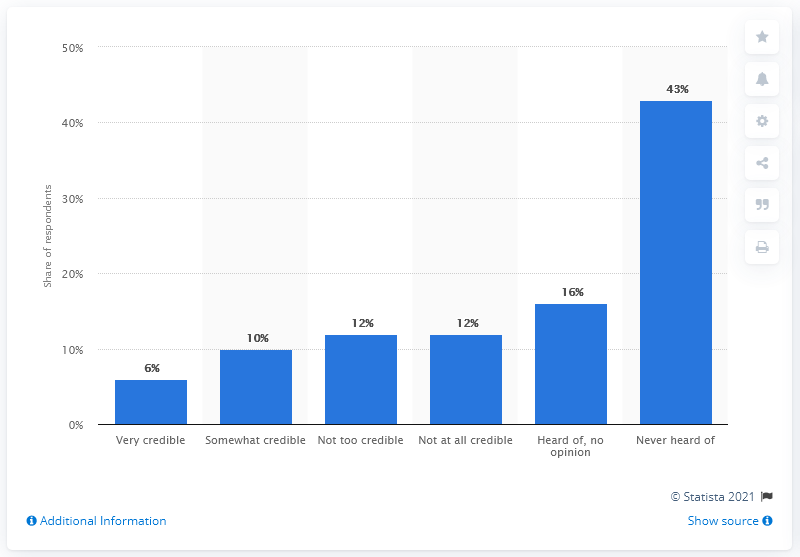 50%
40%
30%
20%
10%
0%
Share of respondents
6%
10%
12%
12%
16%
43%
Very credible
Somewhat credible
Not too credible
Not at all credible
Heard of, no
opinion
Never heard of
© Statista 2021
Additional Information
Show source